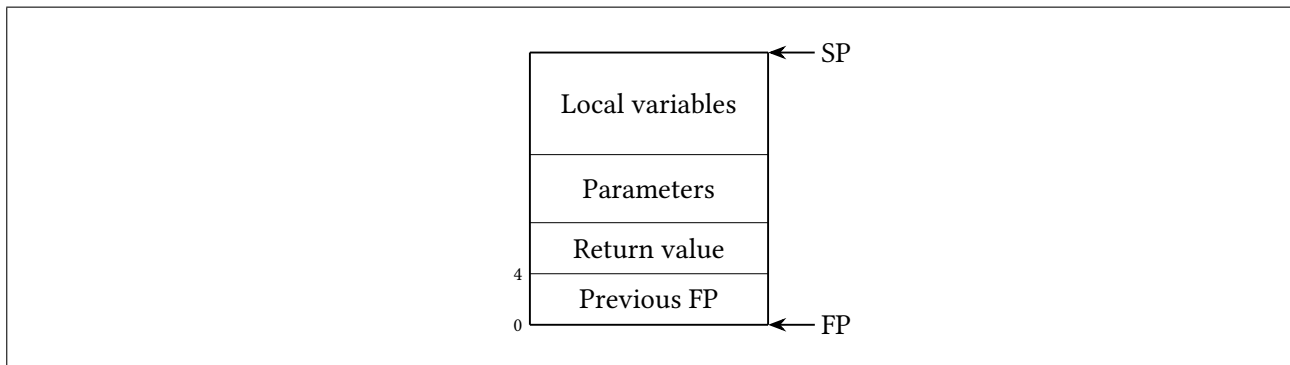 SP
Local variables
Parameters
Return value
4
Previous FP
0
FP